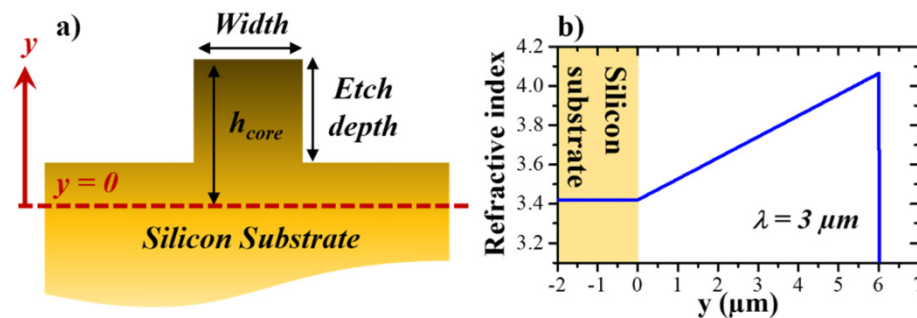 a)
Width
y
h_core
Etch
depth
y = 0
Silicon Substrate
b)
Refractive index
4.2
4.0
3.8
3.6
3.4
3.2
Silicon
substrate
λ = 3 μm
-2 -1 0 1 2 3 4 5 6 7
y (μm)